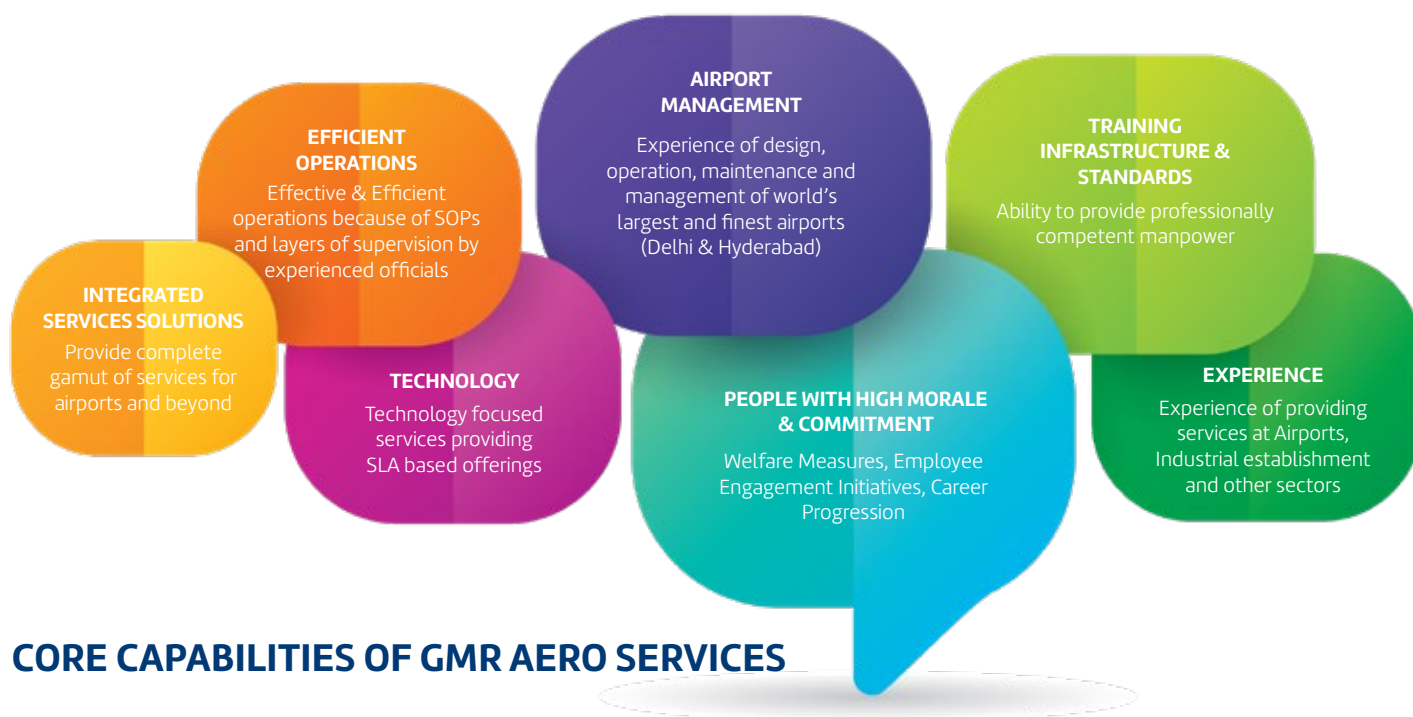 INTEGRATED
SERVICES SOLUTIONS
Provide complete
gamut of services for
airports and beyond
EFFICIENT
OPERATIONS
Effective & Efficient
operations because of SOPs
and layers of supervision by
experienced officials
TECHNOLOGY
Technology focused
services providing
SLA based offerings
AIRPORT
MANAGEMENT
Experience of design,
operation, maintenance and
management of world's
largest and finest airports
(Delhi & Hyderabad)
PEOPLE WITH HIGH MORALE
& COMMITMENT
Welfare Measures, Employee
Engagement Initiatives, Career
Progression
TRAINING
INFRASTRUCTURE &
STANDARDS
Ability to provide professionally
competent manpower
EXPERIENCE
Experience of providing
services at Airports,
Industrial establishment
and other sectors
CORE CAPABILITIES OF GMR AERO SERVICES